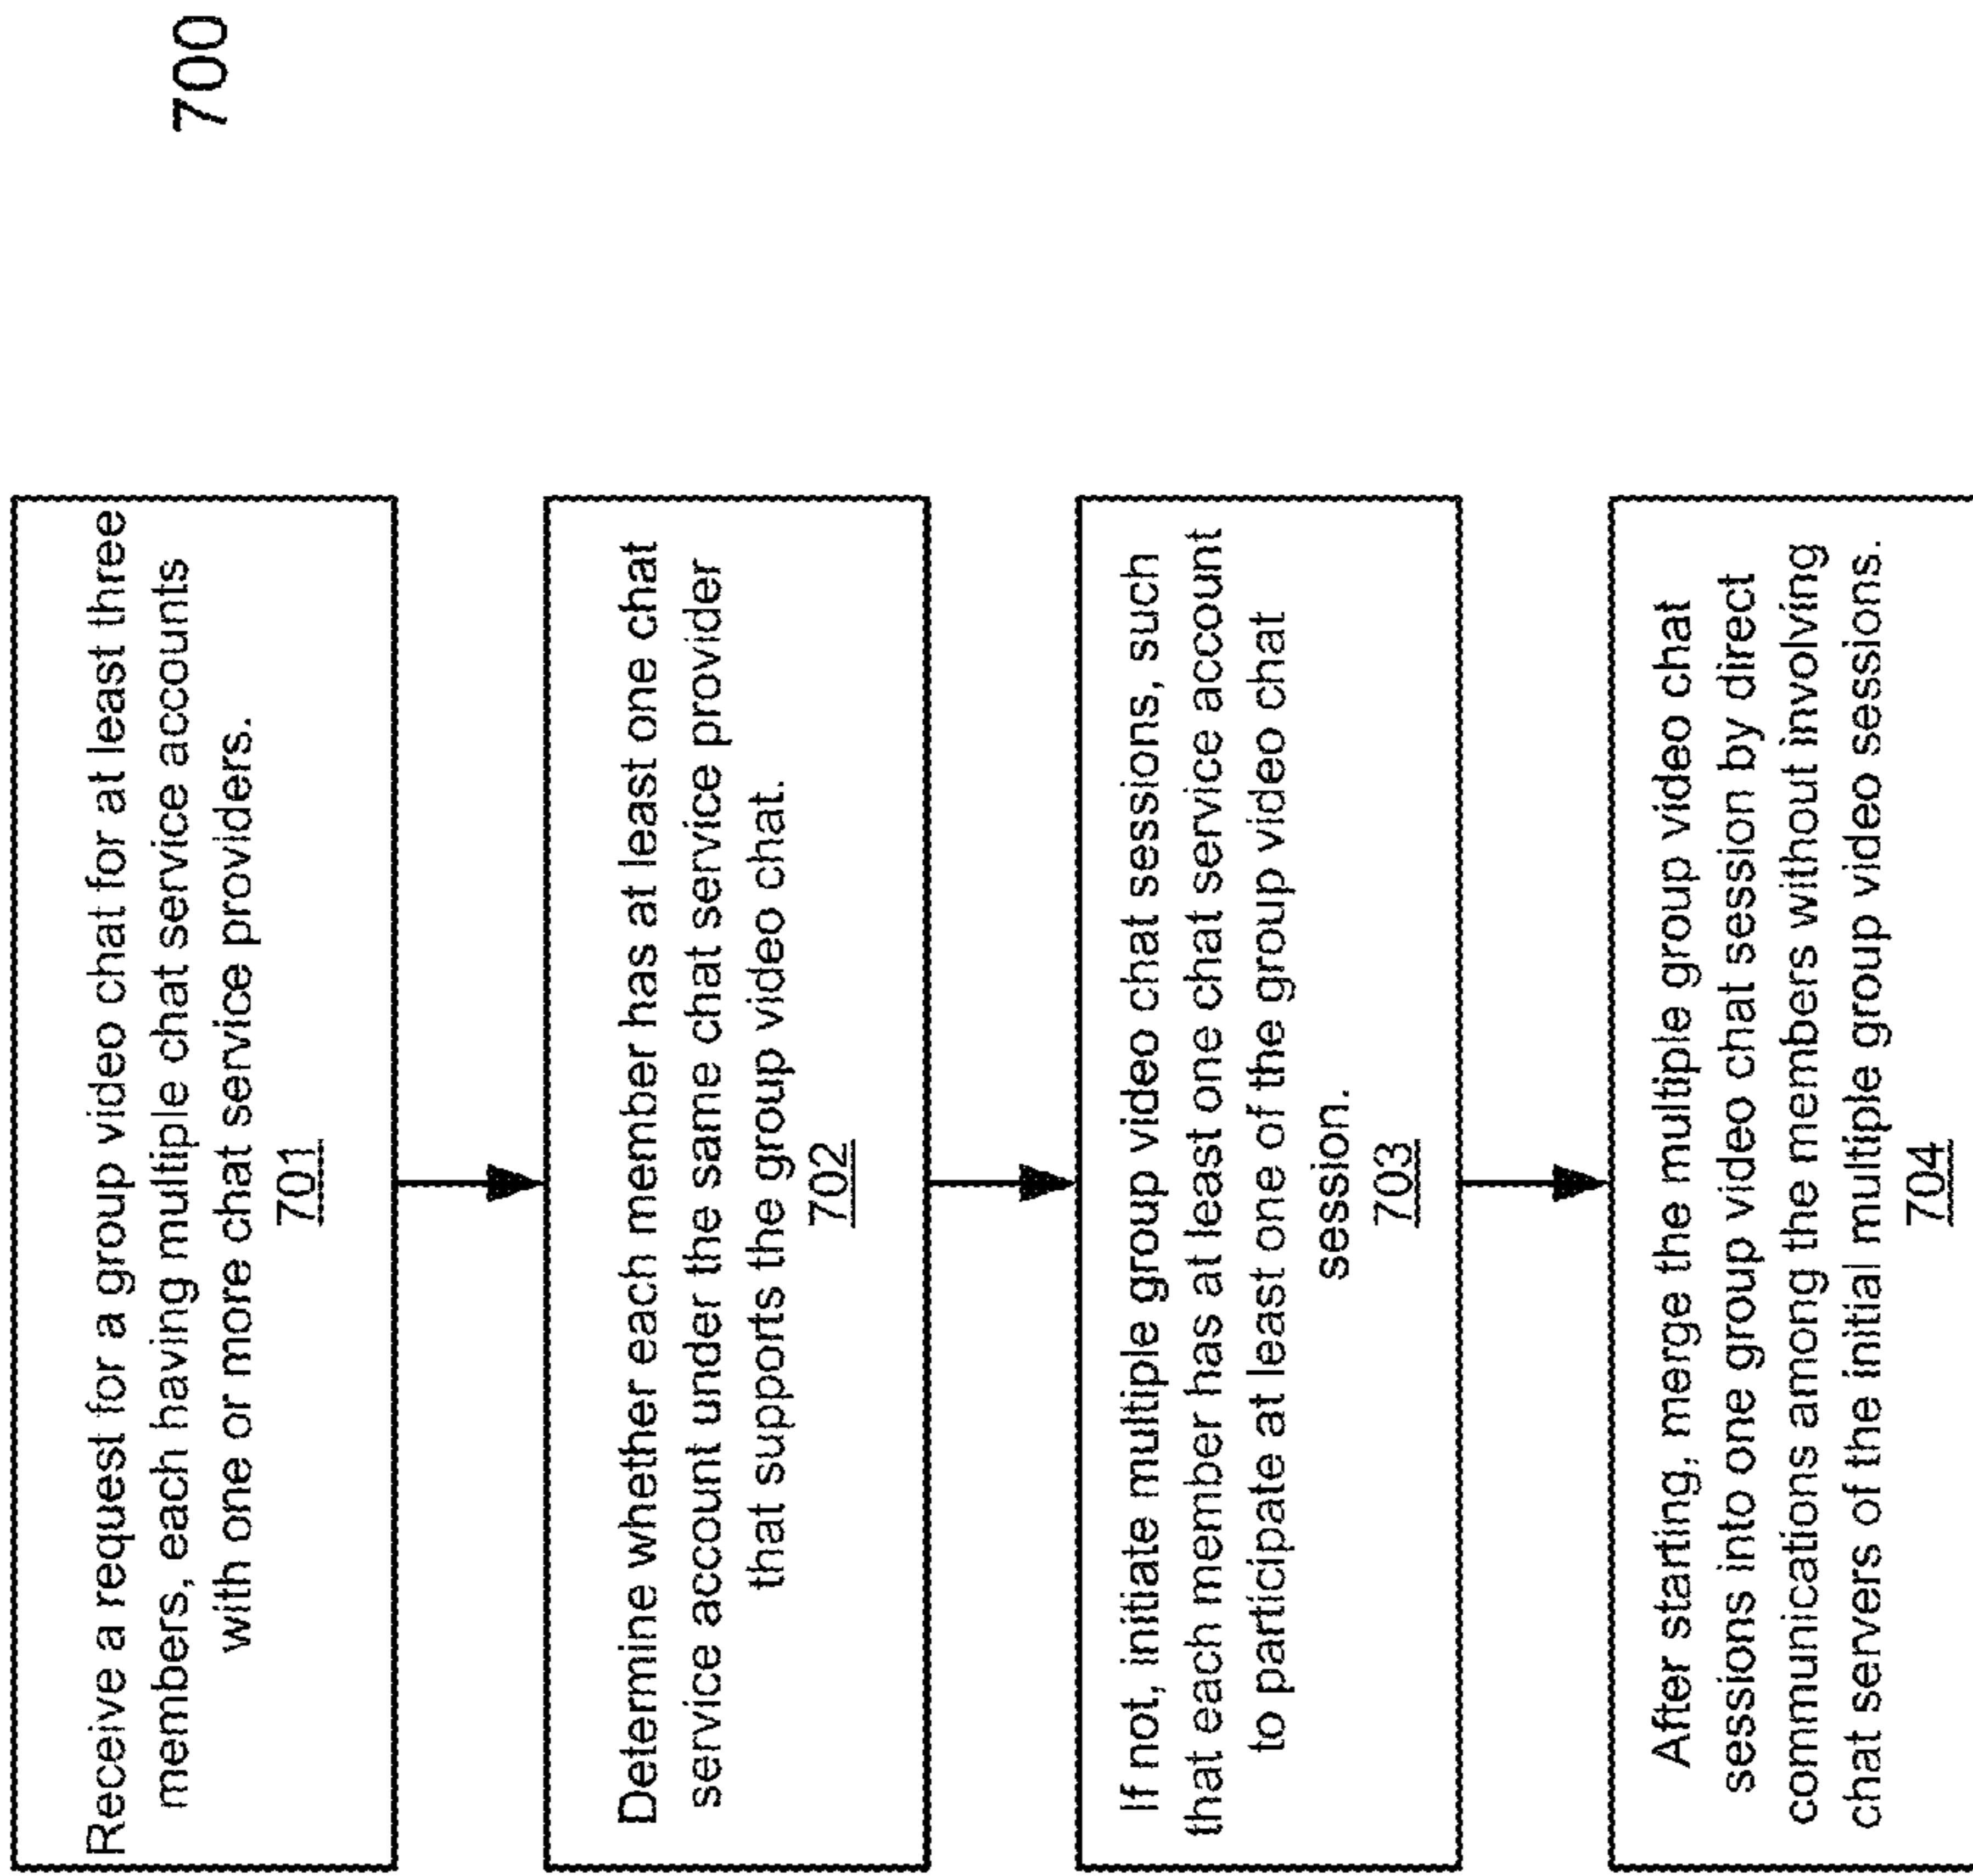 700
Receive a request for a group video chat for at least three
members, each having multiple chat service accounts
with one or more chat service providers.
701
Determine whether each member has at least one chat
service account under the same chat service provider
that supports the group video chat.
702
If not, initiate multiple group video chat sessions, such
that each member has at least one chat service account
to participate at least one of the group video chat
session.
703
After starting, merge the multiple group video chat
sessions into one group video chat session by direct
communications among the members without involving
chat servers of the initial multiple group video sessions.
704